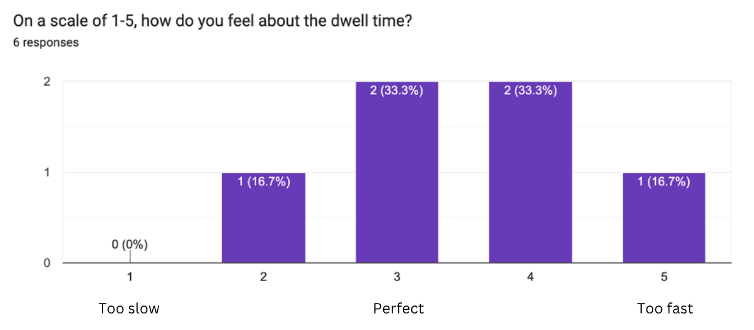 On a scale of 1-5, how do you feel about the dwell time?
6 responses
2
1
0
0 (0%)
1 (16.7%)
2 (33.3%)
2 (33.3%)
1 (16.7%)
1 2 3 4 5
Too slow Perfect Too fast